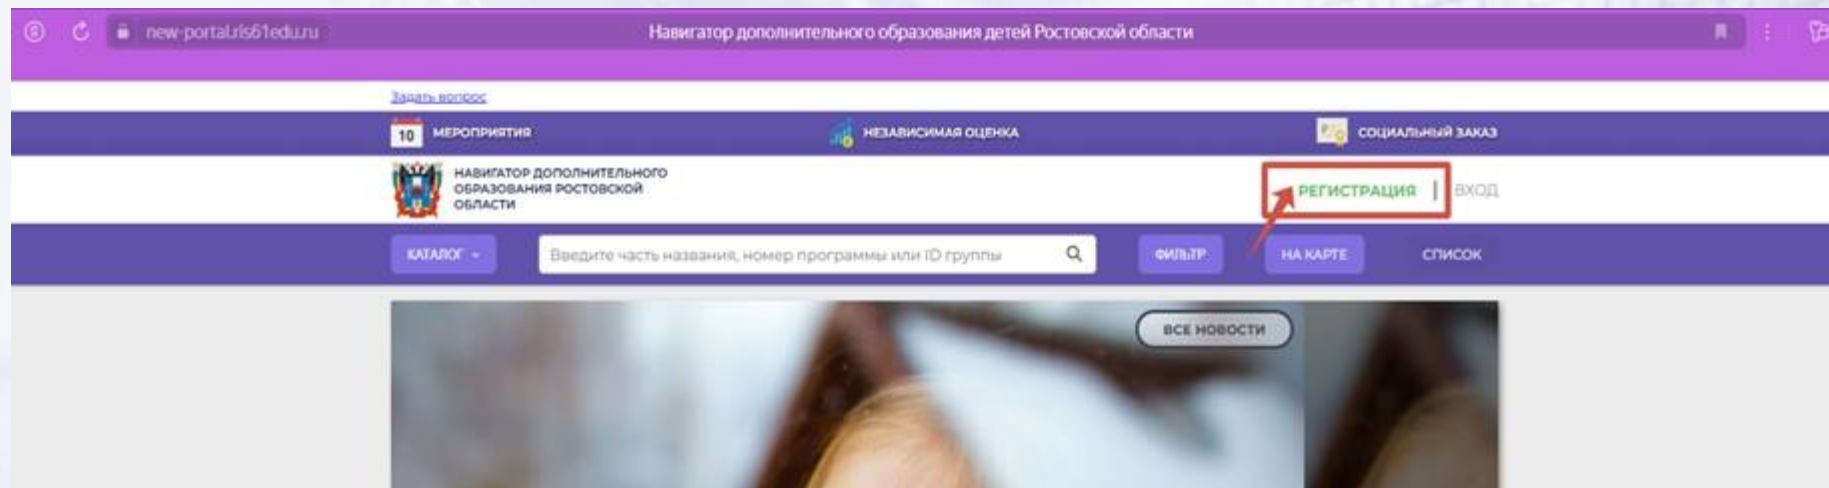 new-portal.ris61edu.ru
Навигатор дополнительного образования детей Ростовской области
Задать вопрос
10 МЕРОПРИЯТИЯ
НЕЗАВИСИМАЯ ОЦЕНКА
СОЦИАЛЬНЫЙ ЗАКАЗ
НАВИГАТОР ДОПОЛНИТЕЛЬНОГО
ОБРАЗОВАНИЯ РОСТОВСКОЙ
ОБЛАСТИ
РЕГИСТРАЦИЯ | ВХОД
КАТАЛОГ
Введите часть названия, номер программы или ID группы
ФИЛЬТР
НА КАРТЕ
СПИСОК
ВСЕ НОВОСТИ